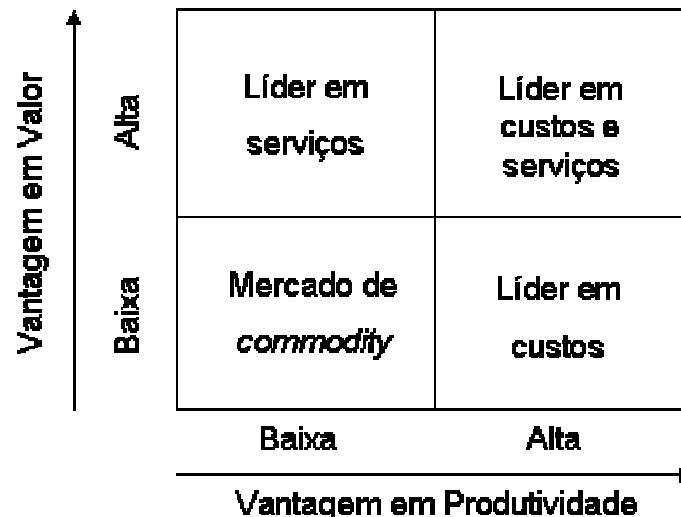 Vantagem em Valor
Alta
Baixa
Líder em
serviços
Líder em
custos e
serviços
Mercado de
commodity
Líder em
custos
Baixa
Alta
Vantagem em Produtividade